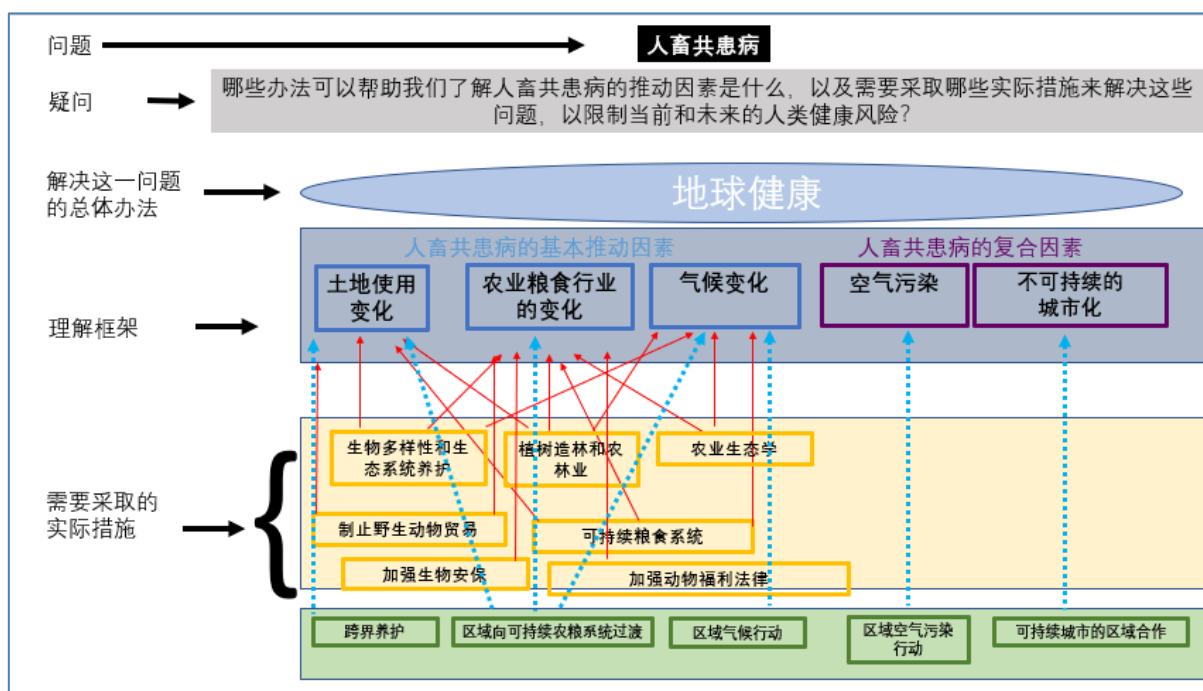 问题
人畜共患病
疑问
哪些办法可以帮助我们了解人畜共患病的推动因素是什么，以及需要采取哪些实际措施来解决这些
问题，以限制当前和未来的人类健康风险？
解决这一问题
的总体办法
地球健康
人畜共患病的基本推动因素
人畜共患病的复合因素
理解框架
土地使用
变化
农业粮食行业
的变化
气候变化
空气污染
不可持续的
城市化
需要采取的
实际措施
生物多样性和生
态系统养护
植树造林和农
林业
农业生态学
制止野生动物贸易
可持续粮食系统
加强生物安保
加强动物福利法律
跨界养护
区域向可持续农粮系统过渡
区域气候行动
区域空气污染
行动
可持续城市的区域合作